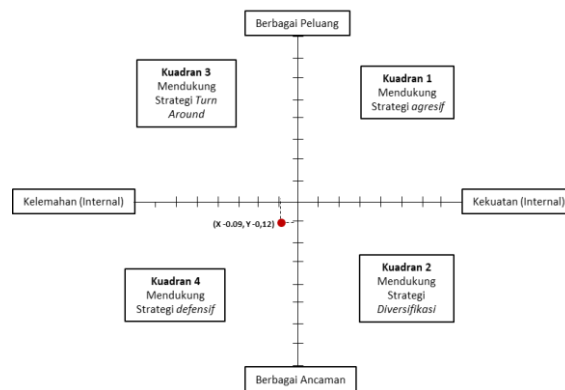 Berbagai Peluang
Kuadran 3
Mendukung
Strategi Turn
Around
Kuadran 1
Mendukung
Strategi agresif
Kelemahan (Internal)
Kekuatan (Internal)
(X -0.09, Y -0,12)
Kuadran 4
Mendukung
Strategi defensif
Kuadran 2
Mendukung
Strategi
Diversifikasi
Berbagai Ancaman